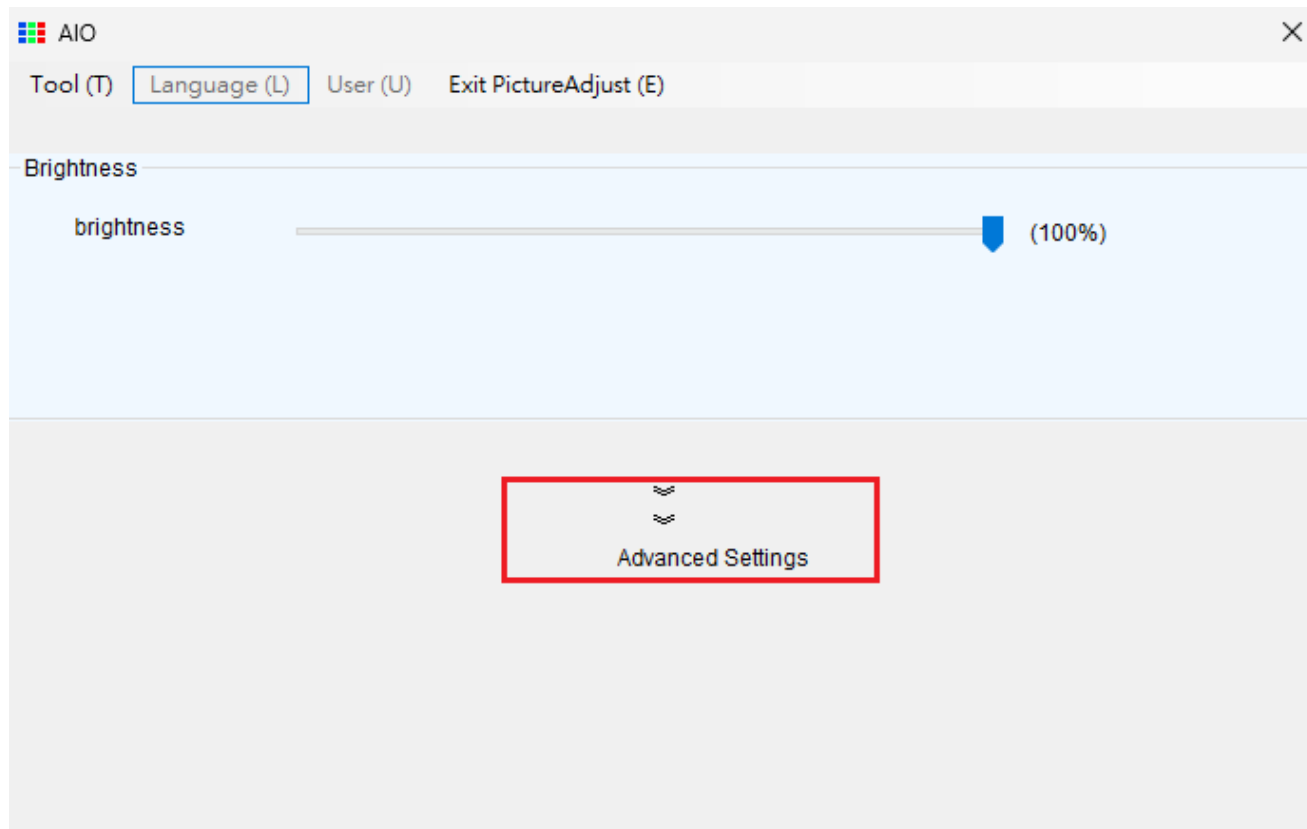 AIO
Tool (T) Language (L) User (U) Exit PictureAdjust (E)
Brightness
brightness (100%)
Advanced Settings